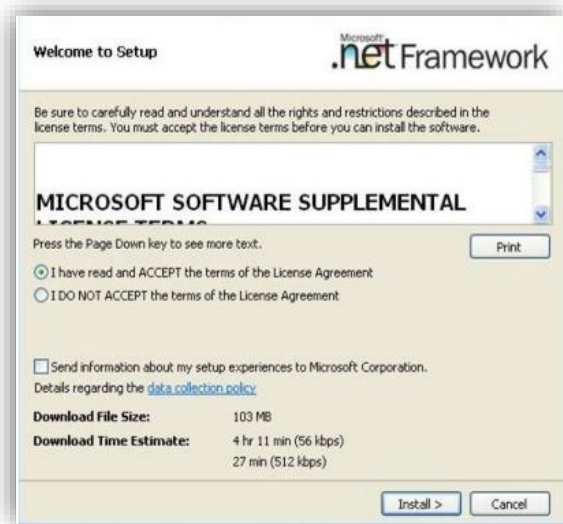 Welcome to Setup
Microsoft
.net Framework
Be sure to carefully read and understand all the rights and restrictions described in the
license terms. You must accept the license terms before you can install the software.
MICROSOFT SOFTWARE SUPPLEMENTAL
LICENSE TERMS
Press the Page Down key to see more text.
Print
I have read and ACCEPT the terms of the License Agreement
I DO NOT ACCEPT the terms of the License Agreement
Send information about my setup experiences to Microsoft Corporation.
Details regarding the data collection policy
Download File Size: 103 MB
Download Time Estimate: 4 hr 11 min (56 kbps)
27 min (512 kbps)
Install >
Cancel